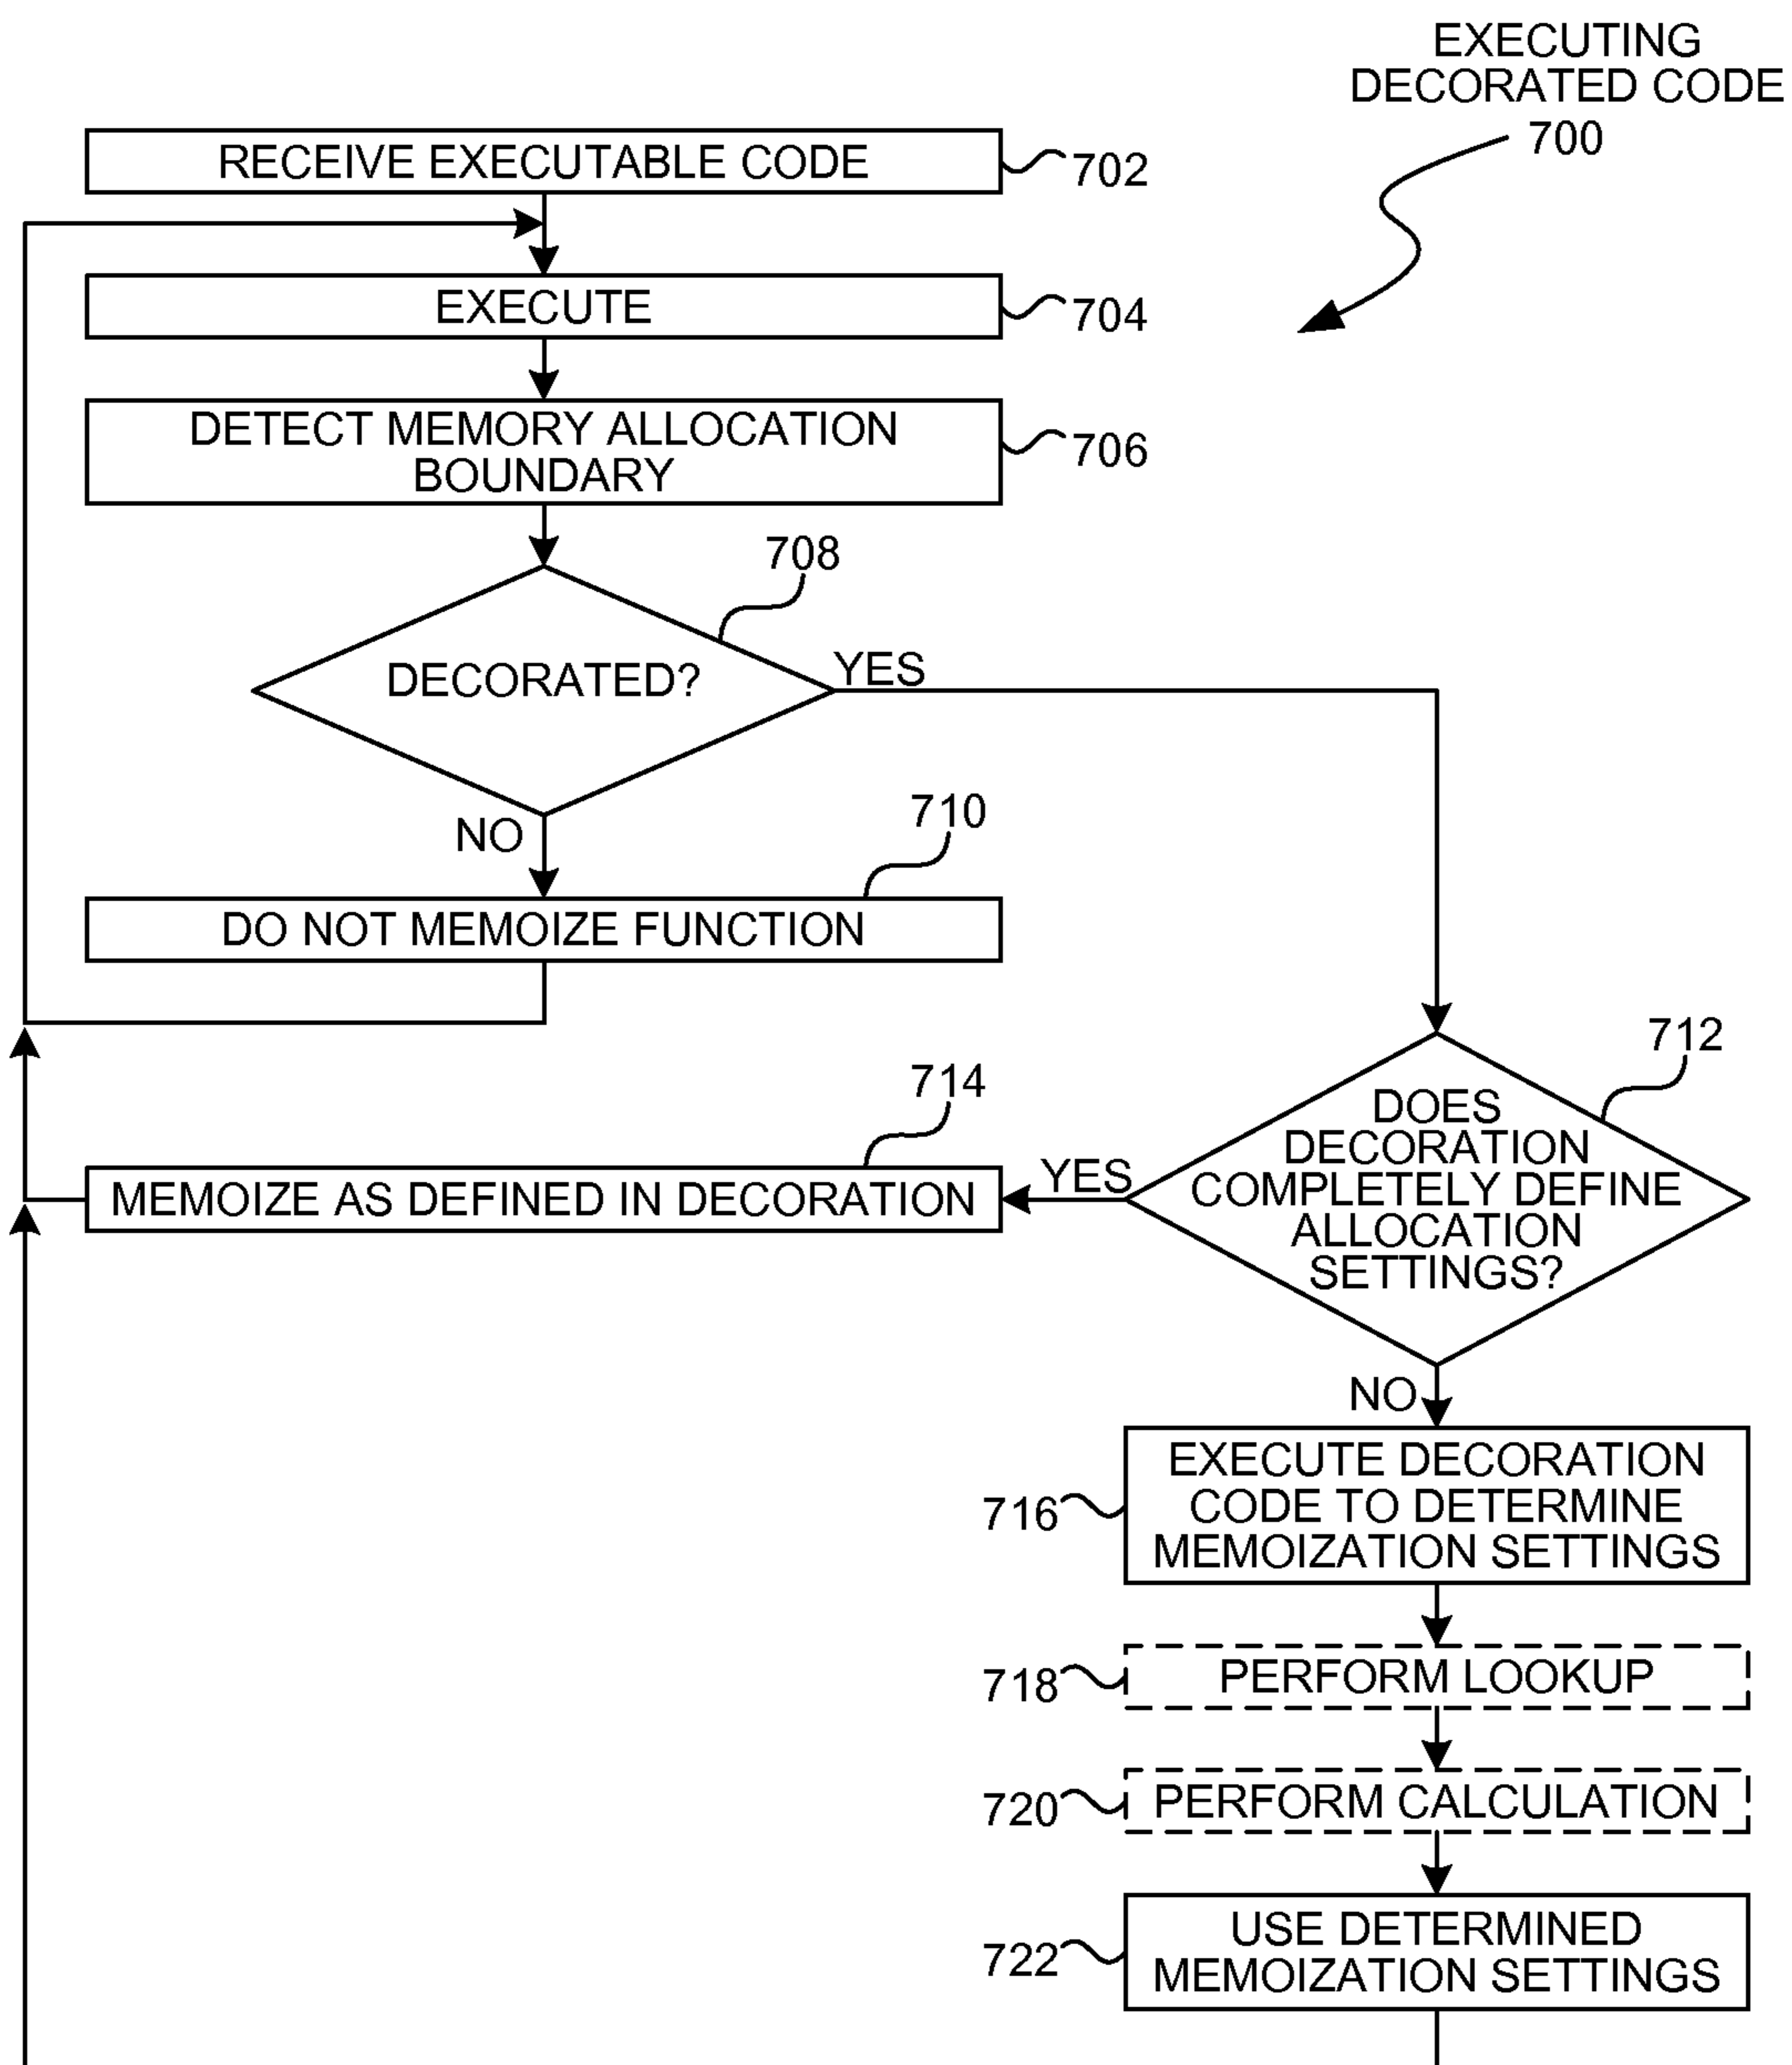 EXECUTING
DECORATED CODE
700
RECEIVE EXECUTABLE CODE
702
EXECUTE
704
DETECT MEMORY ALLOCATION
BOUNDARY
706
708
DECORATED?
YES
NO
710
DO NOT MEMOIZE FUNCTION
712
DOES
DECORATION
COMPLETELY DEFINE
ALLOCATION
SETTINGS?
714
YES
MEMOIZE AS DEFINED IN DECORATION
NO
EXECUTE DECORATION
CODE TO DETERMINE
MEMOIZATION SETTINGS
716
PERFORM LOOKUP
718
PERFORM CALCULATION
720
USE DETERMINED
MEMOIZATION SETTINGS
722